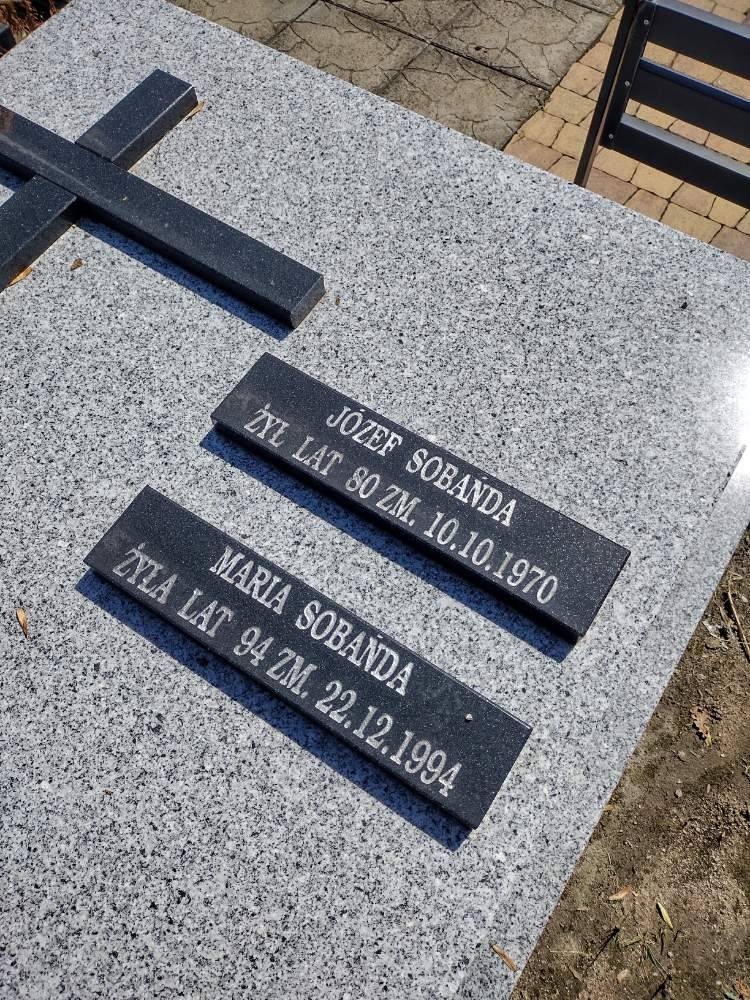 JÓZEF SOBAŃDA
ŻYŁ LAT 80 ZM. 10.10.1970
MARIA SOBAŃDA
ŻYŁA LAT 94 ZM. 22.12.1994